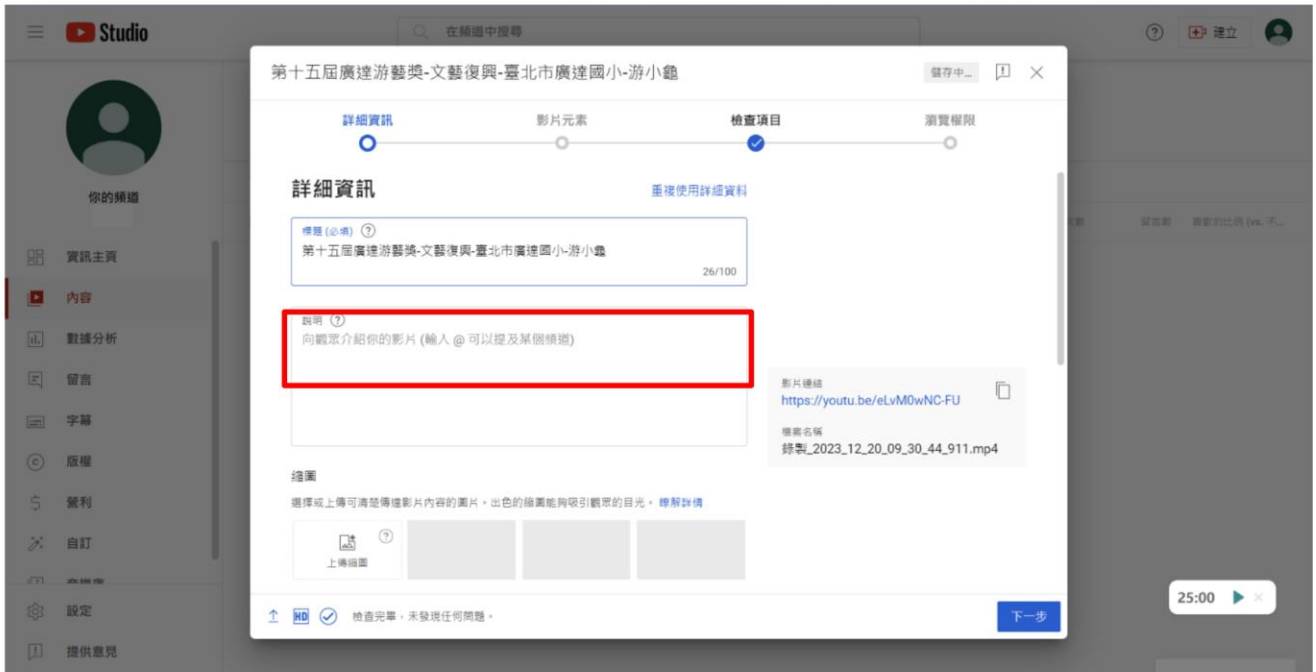 Studio
在頻道中搜尋
建立
第十五屆廣達游藝獎-文藝復興-臺北市廣達國小-游小龜
儲存中...
詳細資訊
影片元素
檢查項目
瀏覽權限
你的頻道
詳細資訊
重複使用詳細資料
標題 (必填)
第十五屆廣達游藝獎-文藝復興-臺北市廣達國小-游小龜
26/100
說明
向觀眾介紹你的影片 (輸入 @ 可以提及某個頻道)
資訊主頁
內容
數據分析
留言
字幕
版權
營利
自訂
設定
提供意見
影片連結
https://youtu.be/eLvM0wNC-FU
檔案名稱
錄製_2023_12_20_09_30_44_911.mp4
縮圖
選擇或上傳可清楚傳達影片內容的圖片。出色的縮圖能夠吸引觀眾的目光。 瞭解詳情
上傳縮圖
HD
檢查完畢，未發現任何問題。
下一步
25:00
留言數